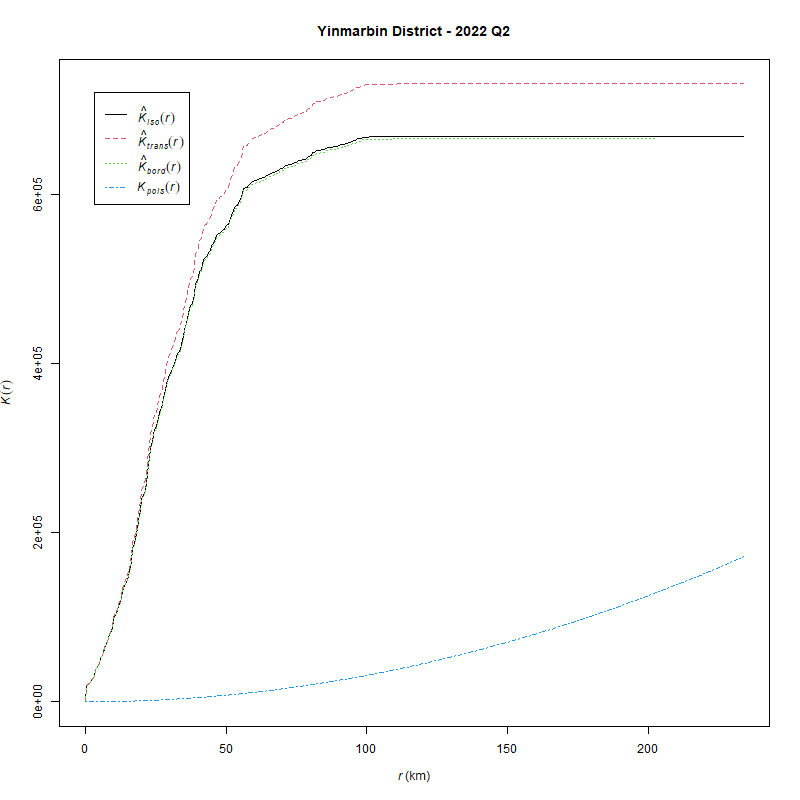 Yinmarbin District - 2022 Q2
K̂iso(r)
K̂trans(r)
K̂bord(r)
Kpois(r)
6e+05
4e+05
2e+05
0e+00
K(r)
0 50 100 150 200
r (km)